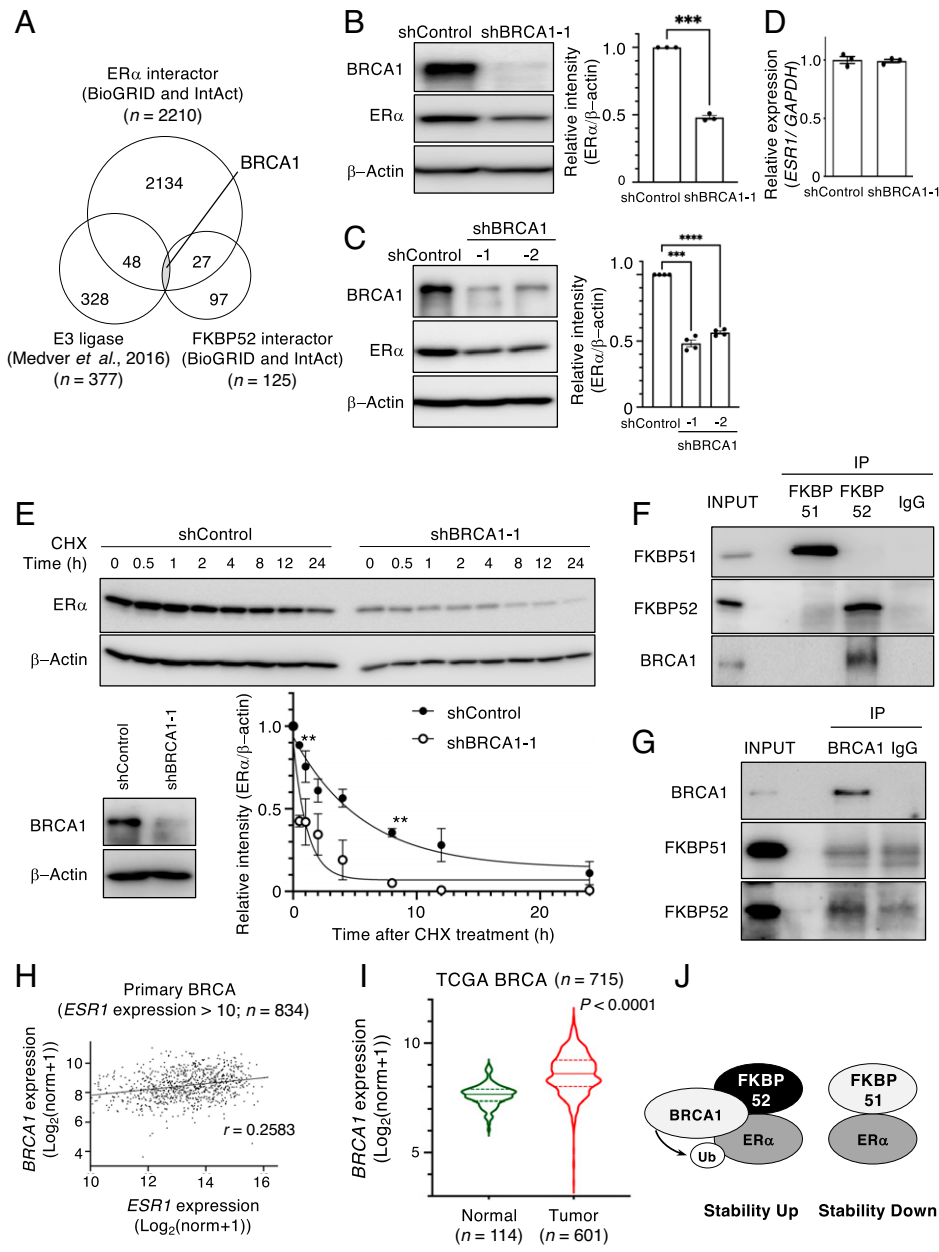 A
ERα interactor
(BioGRID and IntAct)
(n = 2210)
BRCA1
2134
48
27
328
97
E3 ligase
(Medver et al., 2016)
(n = 377)
FKBP52 interactor
(BioGRID and IntAct)
(n = 125)
B
shControl shBRCA1-1
BRCA1
ERα
β–Actin
Relative intensity
(ERα/β–actin)
***
1.0
0.5
0
shControl shBRCA1-1
D
Relative expression
(ESR1/ GAPDH)
1.0
0.5
0
shControl shBRCA1-1
C
shBRCA1
shControl -1 -2
BRCA1
ERα
β–Actin
Relative intensity
(ERα/β–actin)
****
***
1.0
0.5
0
shControl -1 -2
shBRCA1
E
shControl shBRCA1-1
CHX
Time (h)
0 0.5 1 2 4 8 12 24 0 0.5 1 2 4 8 12 24
ERα
β–Actin
shControl
shBRCA1-1
BRCA1
β–Actin
Relative intensity (ERα/β–actin)
1.0
0.5
0
shControl
shBRCA1-1
**
**
0 10 20
Time after CHX treatment (h)
F
IP
INPUT FKBP 51 FKBP 52 IgG
FKBP51
FKBP52
BRCA1
G
IP
INPUT BRCA1 IgG
BRCA1
FKBP51
FKBP52
H
Primary BRCA
(ESR1 expression > 10; n = 834)
BRCA1 expression
(Log2(norm+1))
10
8
6
4
r = 0.2583
10 12 14 16
ESR1 expression
(Log2(norm+1))
I
TCGA BRCA (n = 715)
P < 0.0001
BRCA1 expression
(Log2(norm+1))
10
5
1
Normal
(n = 114)
Tumor
(n = 601)
J
FKBP
52
BRCA1
ERα
Ub
Stability Up
FKBP
51
ERα
Stability Down